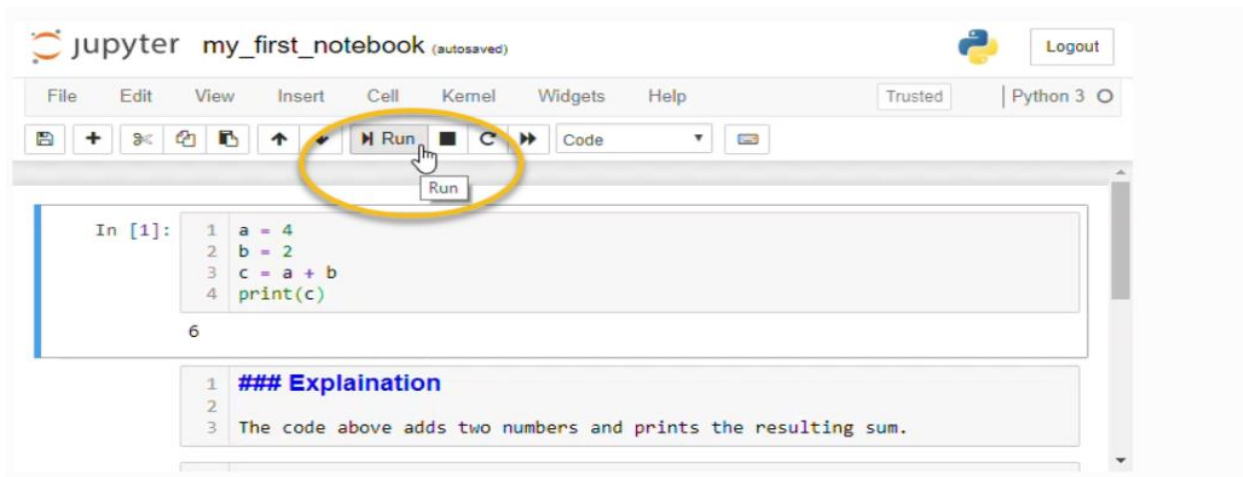 jupyter my_first_notebook (autosaved) Logout
File Edit View Insert Cell Kernel Widgets Help Trusted Python 3
Run Code
Run
In [1]: 1 a = 4
2 b = 2
3 c = a + b
4 print(c)
6
1 ### Explaination
2
3 The code above adds two numbers and prints the resulting sum.